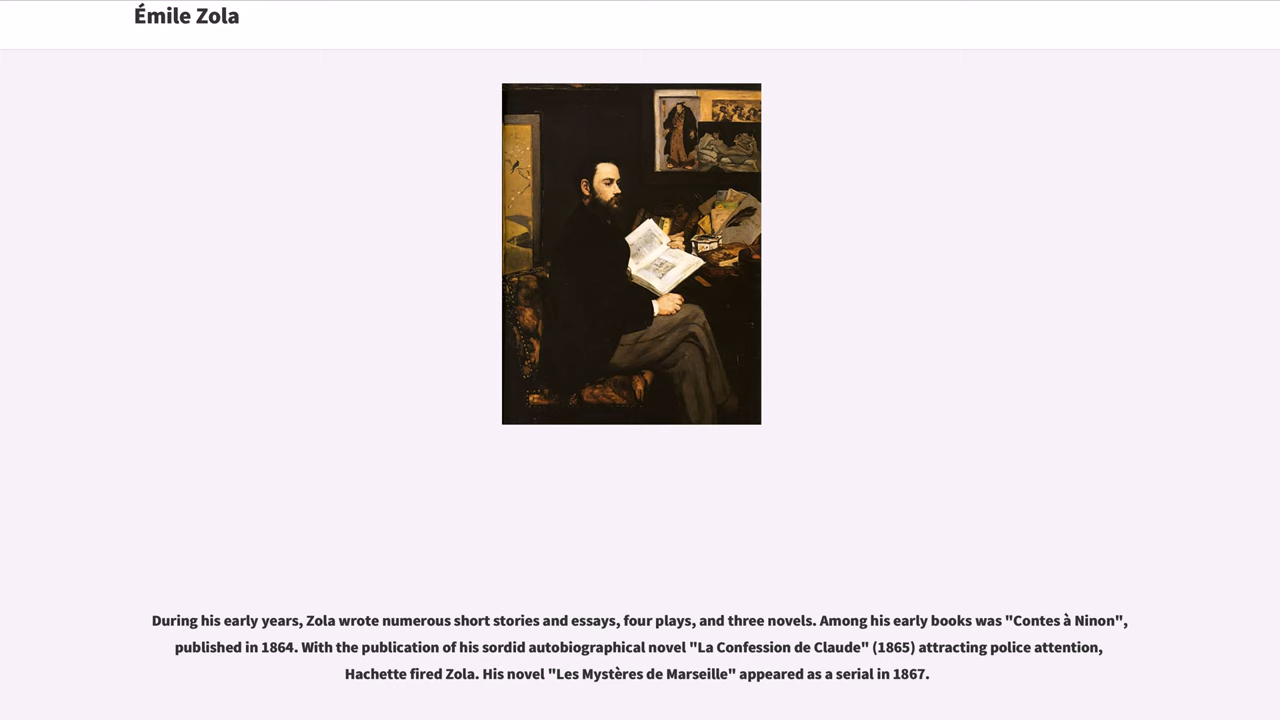 Émile Zola
During his early years, Zola wrote numerous short stories and essays, four plays, and three novels. Among his early books was "Contes à Ninon",
published in 1864. With the publication of his sordid autobiographical novel "La Confession de Claude" (1865) attracting police attention,
Hachette fired Zola. His novel "Les Mystères de Marseille" appeared as a serial in 1867.